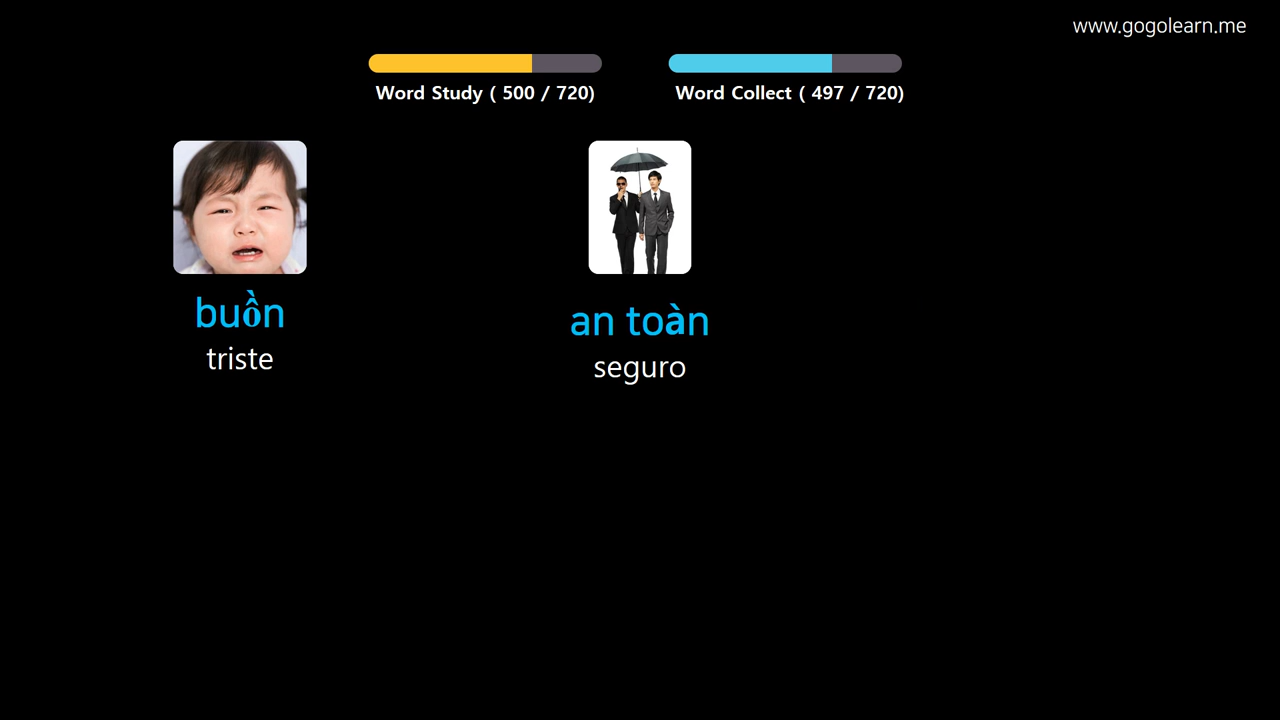 www.gogolearn.me
Word Study ( 500 / 720)
Word Collect ( 497 / 720)
buồn
triste
an toàn
seguro